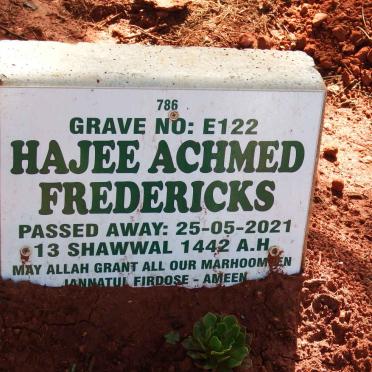 786
GRAVE NO: E122
HAJEE ACHMED
FREDERICKS
PASSED AWAY: 25-05-2021
13 SHAWWAL 1442 A.H
MAY ALLAH GRANT ALL OUR MARHOOMEEN
JANNATUL FIRDOSE - AMEEN